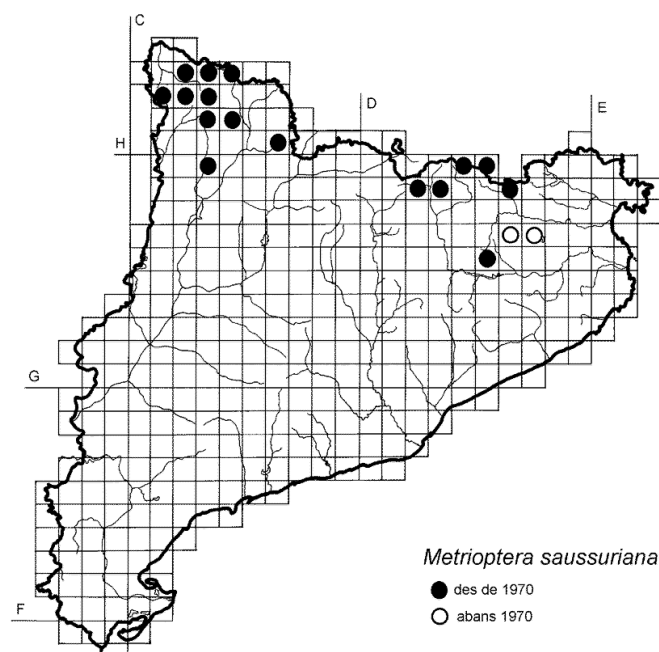 C
D
E
H
G
F
Metrioptera saussuriana
des de 1970
abans 1970